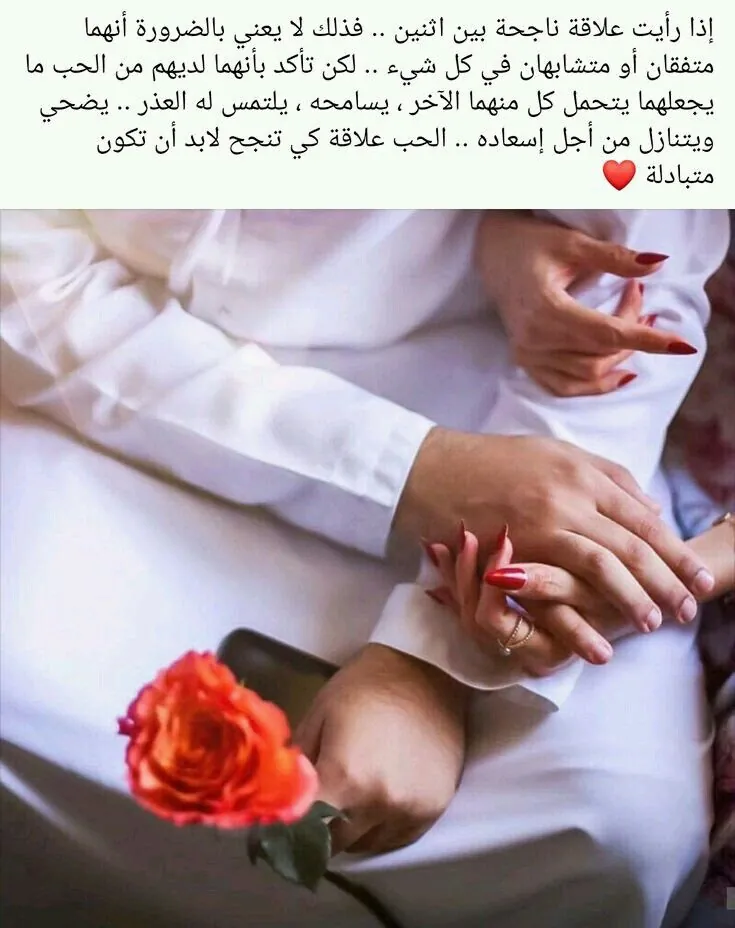 إذا رأيت علاقة ناجحة بين اثنين .. فذلك لا يعني بالضرورة أنهما
متفقان أو متشابهان في كل شيء .. لكن تأكد بأنهما لديهم من الحب ما
يجعلهما يتحمل كل منهما الآخر ، يسامحه ، يلتمس له العذر .. يضحي
ويتنازل من أجل إسعاده .. الحب علاقة كي تنجح لابد أن تكون
متبادلة ❤️